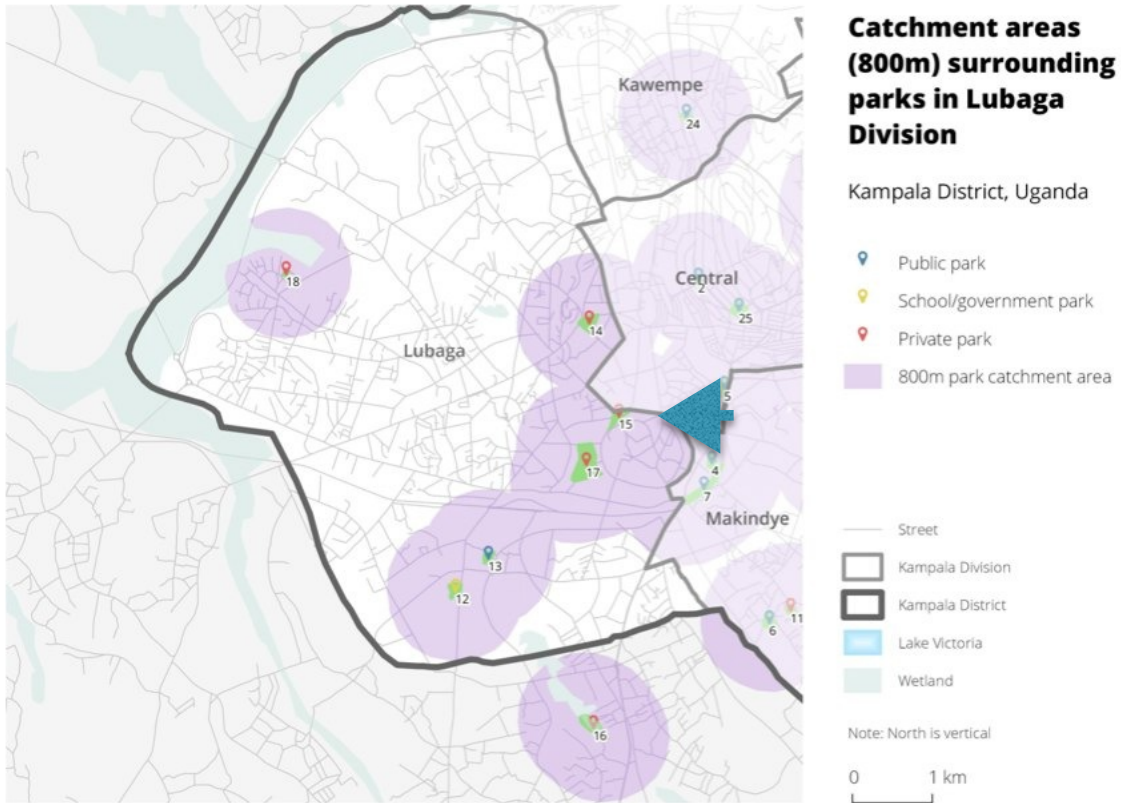 Catchment areas
(800m) surrounding
parks in Lubaga
Division
Kampala District, Uganda
Public park
School/government park
Private park
800m park catchment area
Street
Kampala Division
Kampala District
Lake Victoria
Wetland
Note: North is vertical
0 1 km
Kawempe
24
Central
2
25
18
14
Lubaga
5
15
17
4
7
Makindye
13
12
11
6
16